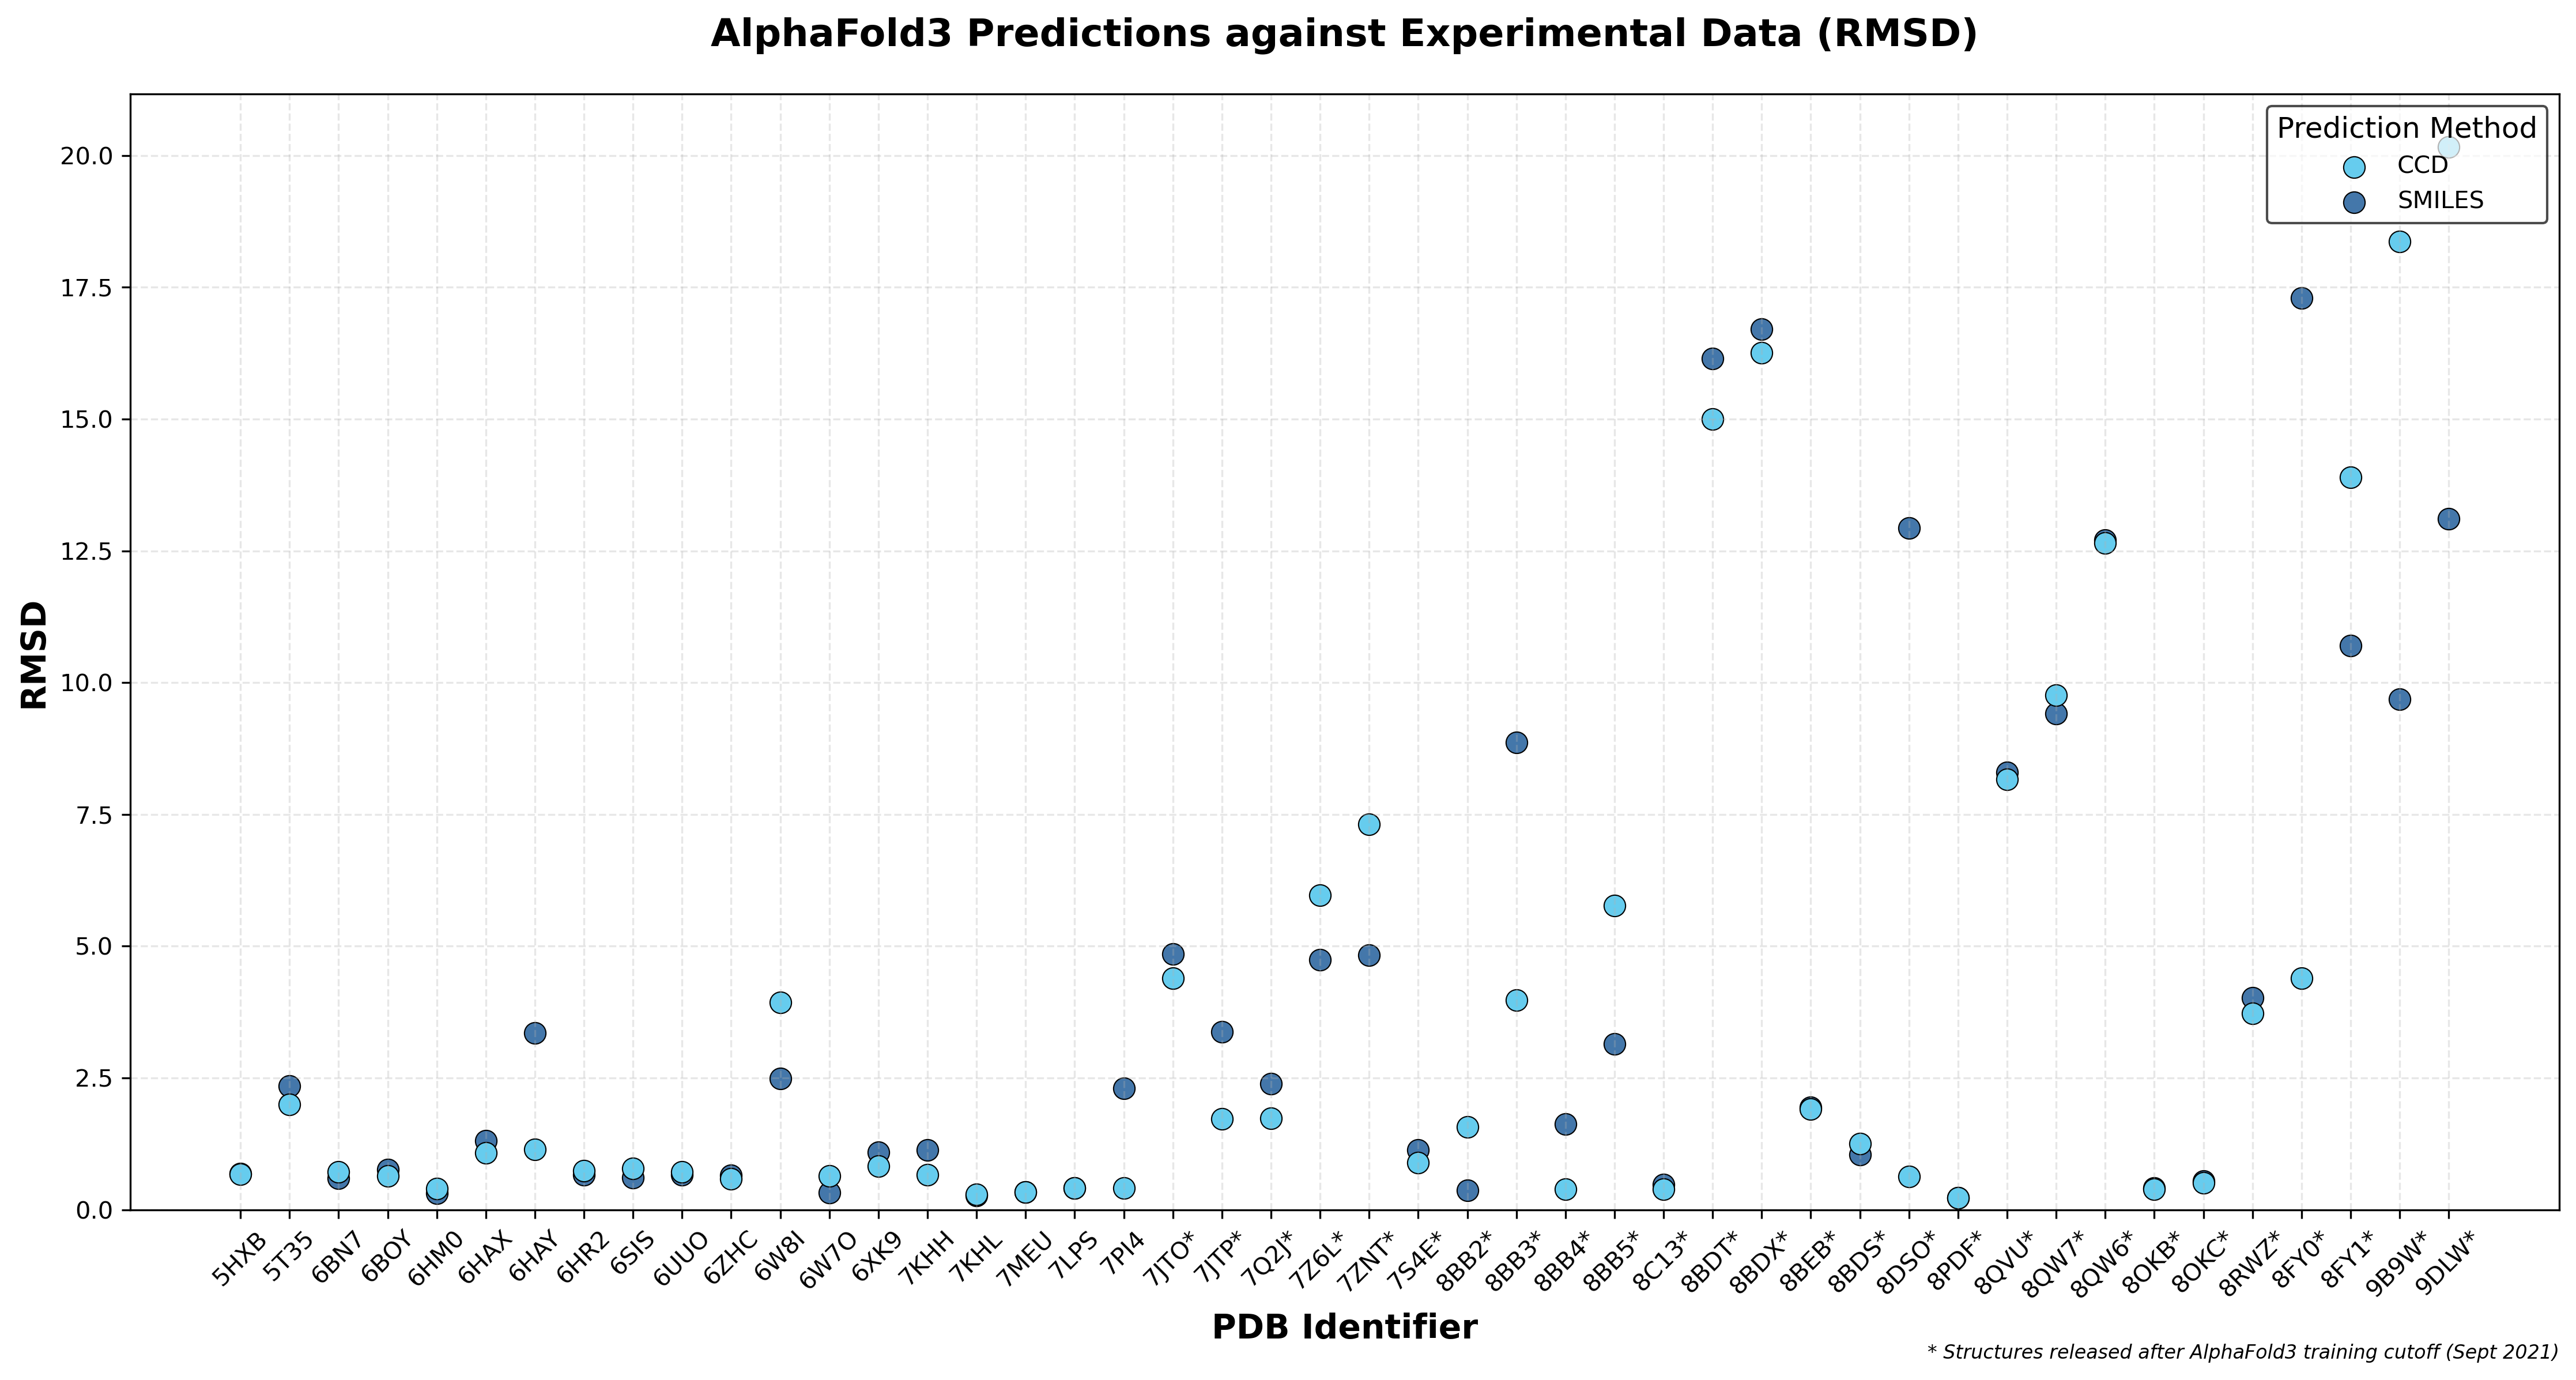 AlphaFold3 Predictions against Experimental Data (RMSD)
Prediction Method
CCD
SMILES
20.0
17.5
15.0
12.5
10.0
7.5
5.0
2.5
0.0
RMSD
5HXB
5T35
6BN7
6BOY
6HM0
6HAX
6HAY
6HR2
6SIS
6UUO
6ZHC
6W8I
6W7O
6XK9
7KHH
7KHL
7MEU
7LPS
7PI4
7JTO*
7JTP*
7Q2J*
7Z6L*
7ZNT*
7S4E*
8BB2*
8BB3*
8BB4*
8BB5*
8C13*
8BDT*
8BDX*
8BEB*
8BDS*
8DSO*
8PDF*
8QVU*
8QW7*
8QW6*
8OKB*
8OKC*
8RWZ*
8FY0*
8FY1*
9B9W*
9DLW*
PDB Identifier
* Structures released after AlphaFold3 training cutoff (Sept 2021)